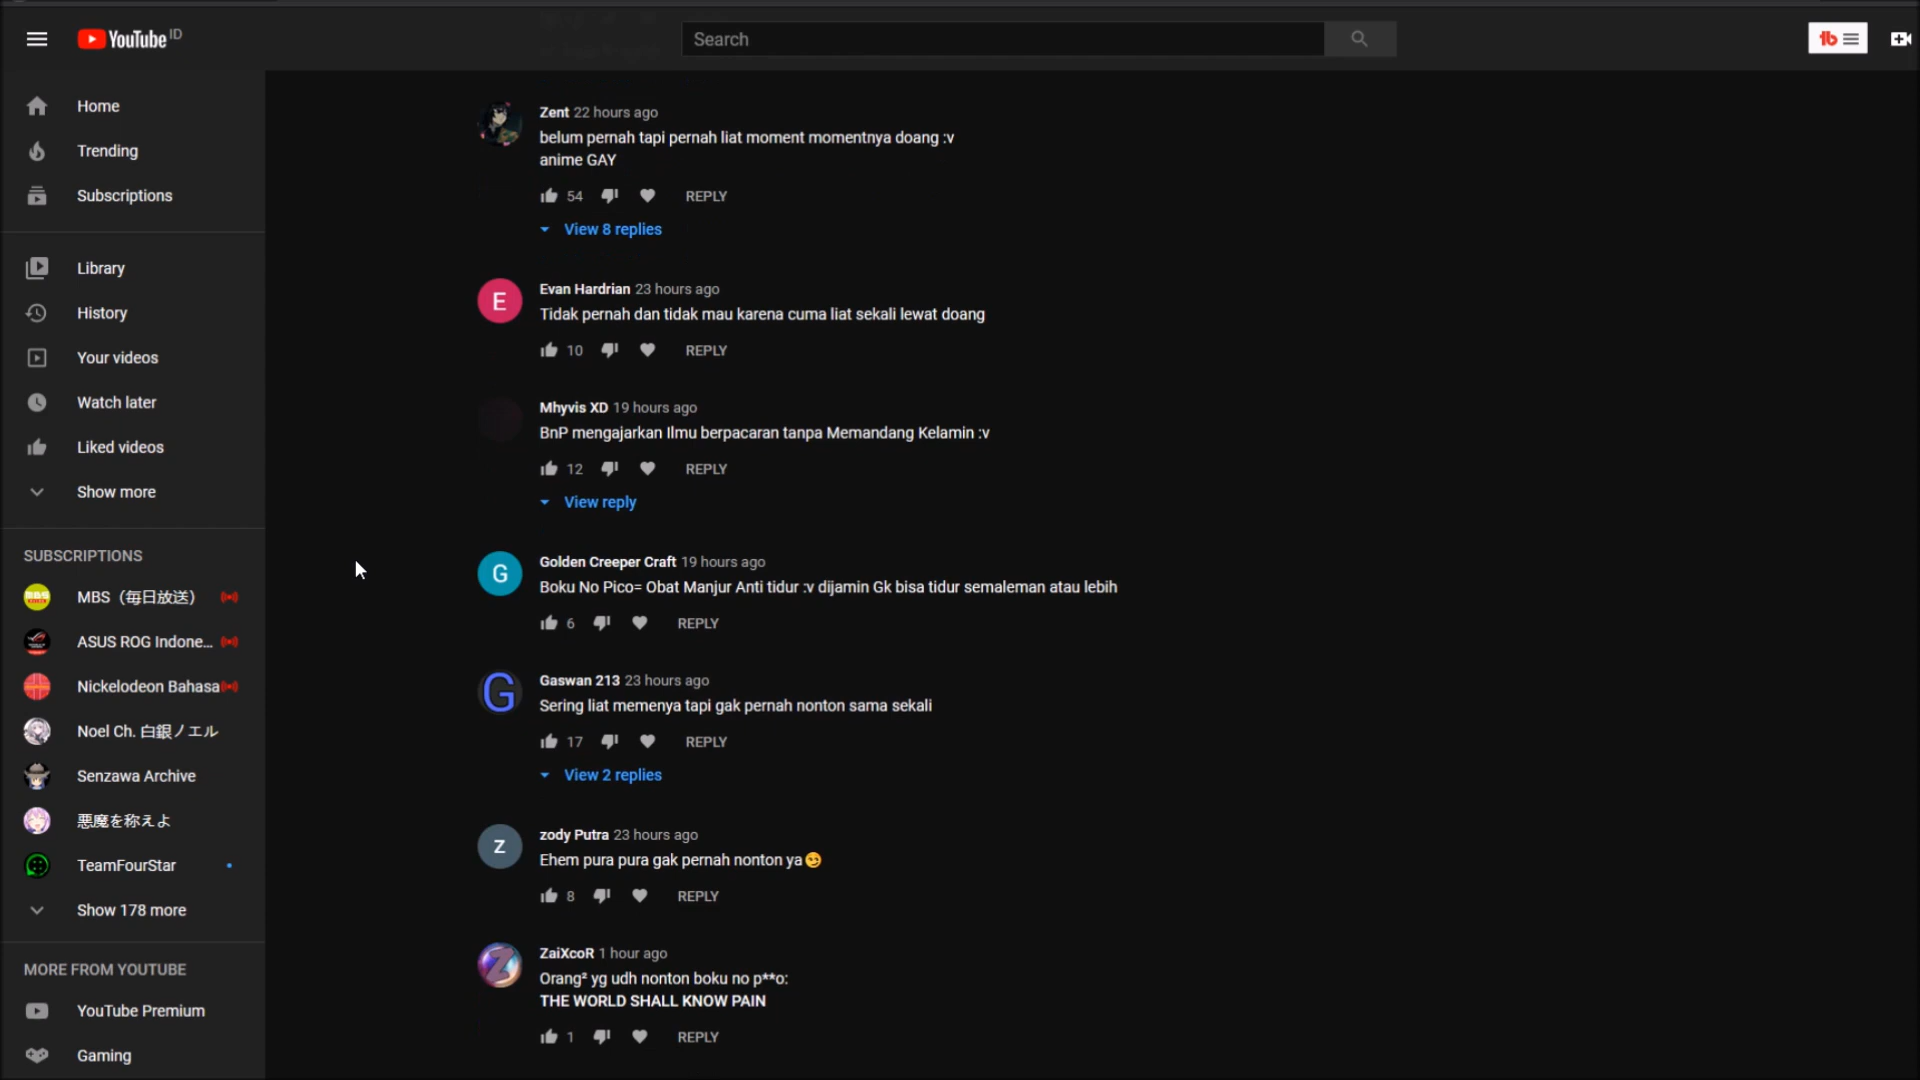 YouTube ID
Search
Home
Trending
Subscriptions
Library
History
Your videos
Watch later
Liked videos
Show more
SUBSCRIPTIONS
MBS（毎日放送）
ASUS ROG Indone...
Nickelodeon Bahasa
Noel Ch. 白銀ノエル
Senzawa Archive
悪魔を称えよ
TeamFourStar
Show 178 more
MORE FROM YOUTUBE
YouTube Premium
Gaming
Zent 22 hours ago
belum pernah tapi pernah liat moment momentnya doang :v
anime GAY
54 REPLY
View 8 replies
E
Evan Hardrian 23 hours ago
Tidak pernah dan tidak mau karena cuma liat sekali lewat doang
10 REPLY
Mhyvis XD 19 hours ago
BnP mengajarkan Ilmu berpacaran tanpa Memandang Kelamin :v
12 REPLY
View reply
G
Golden Creeper Craft 19 hours ago
Boku No Pico= Obat Manjur Anti tidur :v dijamin Gk bisa tidur semaleman atau lebih
6 REPLY
G
Gaswan 213 23 hours ago
Sering liat memenya tapi gak pernah nonton sama sekali
17 REPLY
View 2 replies
Z
zody Putra 23 hours ago
Ehem pura pura gak pernah nonton ya😏
8 REPLY
Z
ZaiXcoR 1 hour ago
Orang² yg udh nonton boku no p**o:
THE WORLD SHALL KNOW PAIN
1 REPLY